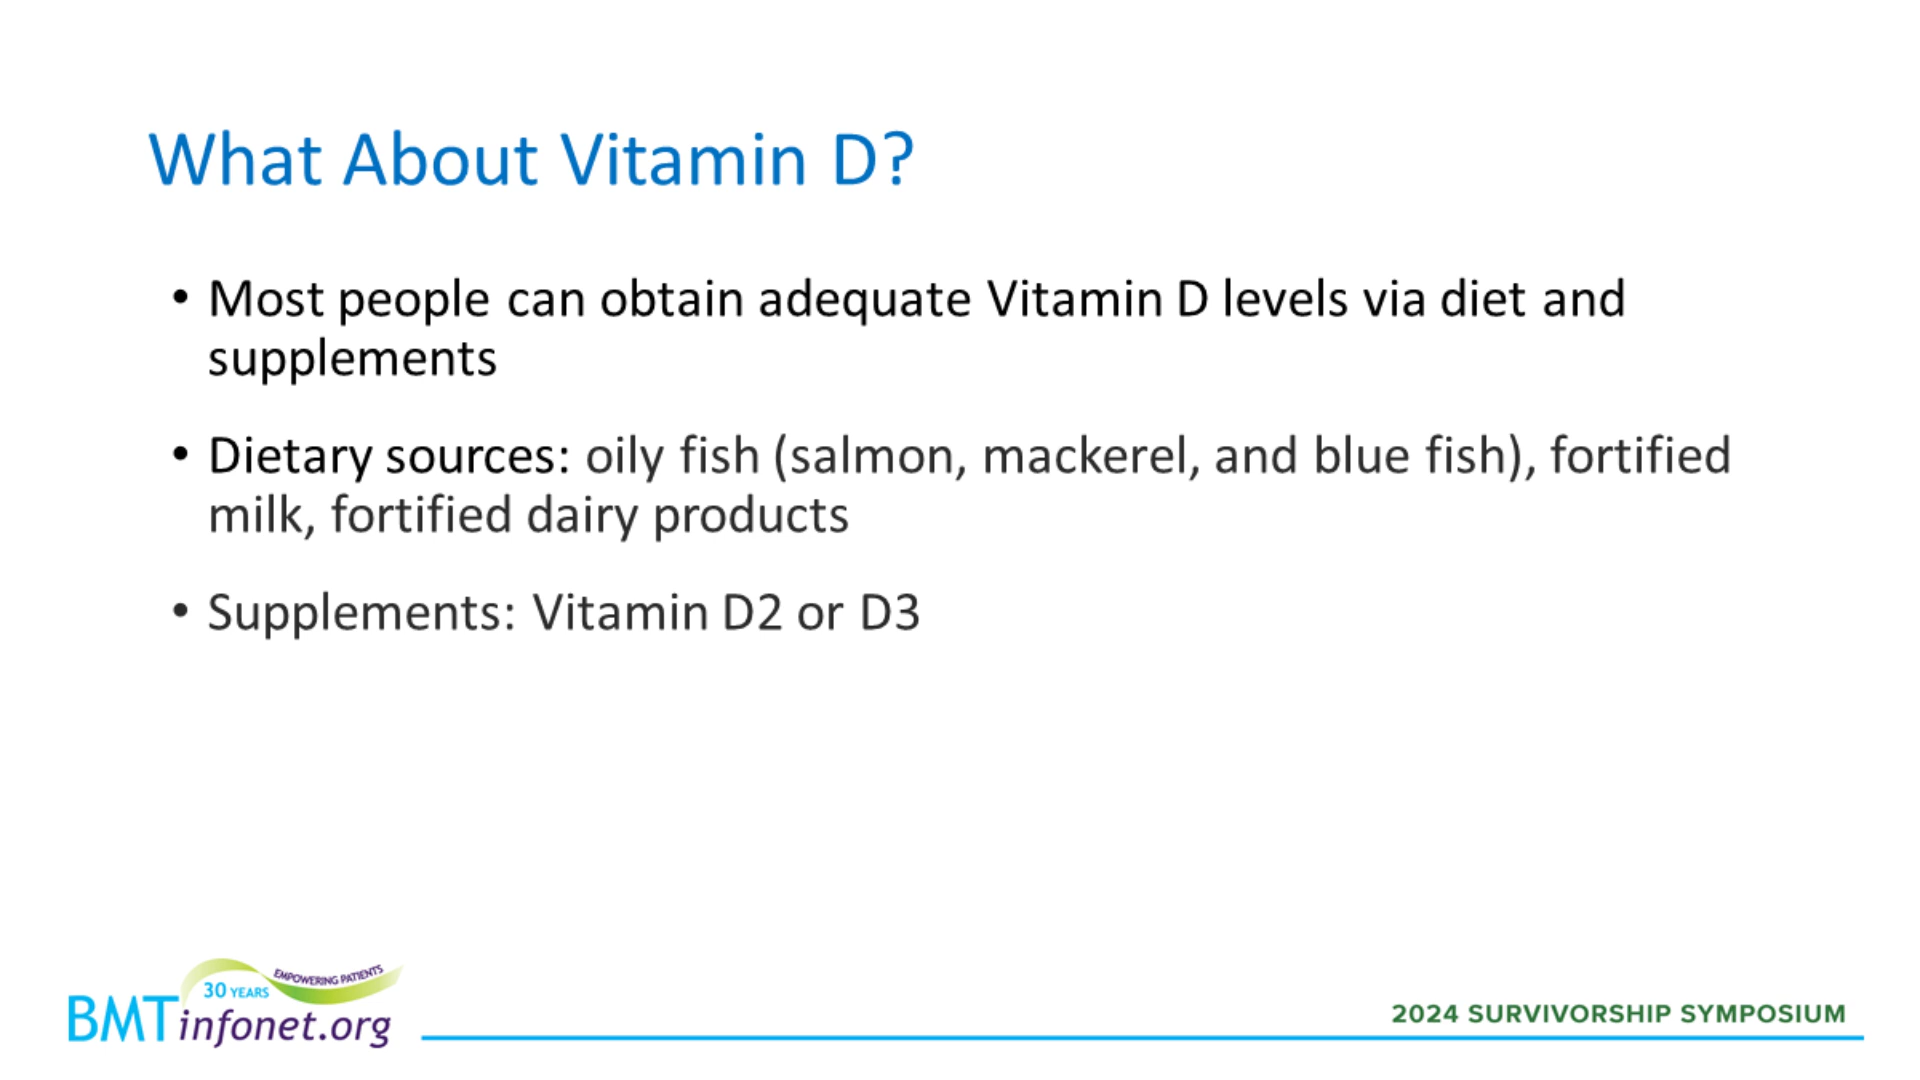 What About Vitamin D?
• Most people can obtain adequate Vitamin D levels via diet and
supplements
• Dietary sources: oily fish (salmon, mackerel, and blue fish), fortified
milk, fortified dairy products
• Supplements: Vitamin D2 or D3
EMPOWERING PATIENTS
30 YEARS
BMTinfonet.org
2024 SURVIVORSHIP SYMPOSIUM